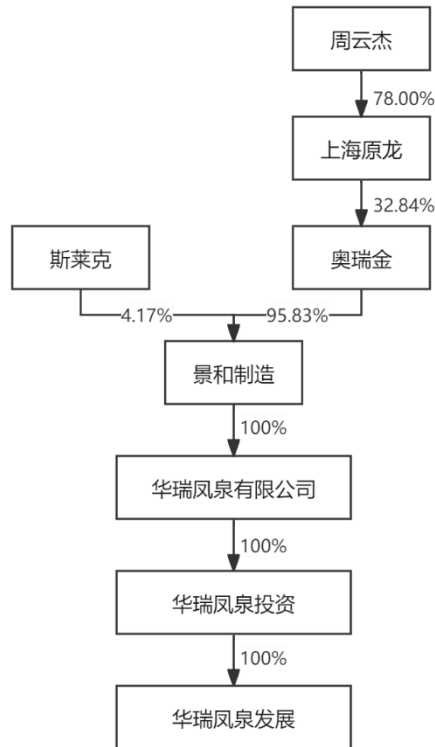 周云杰
78.00%
上海原龙
32.84%
斯莱克
奥瑞金
4.17%
95.83%
景和制造
100%
华瑞凤泉有限公司
100%
华瑞凤泉投资
100%
华瑞凤泉发展